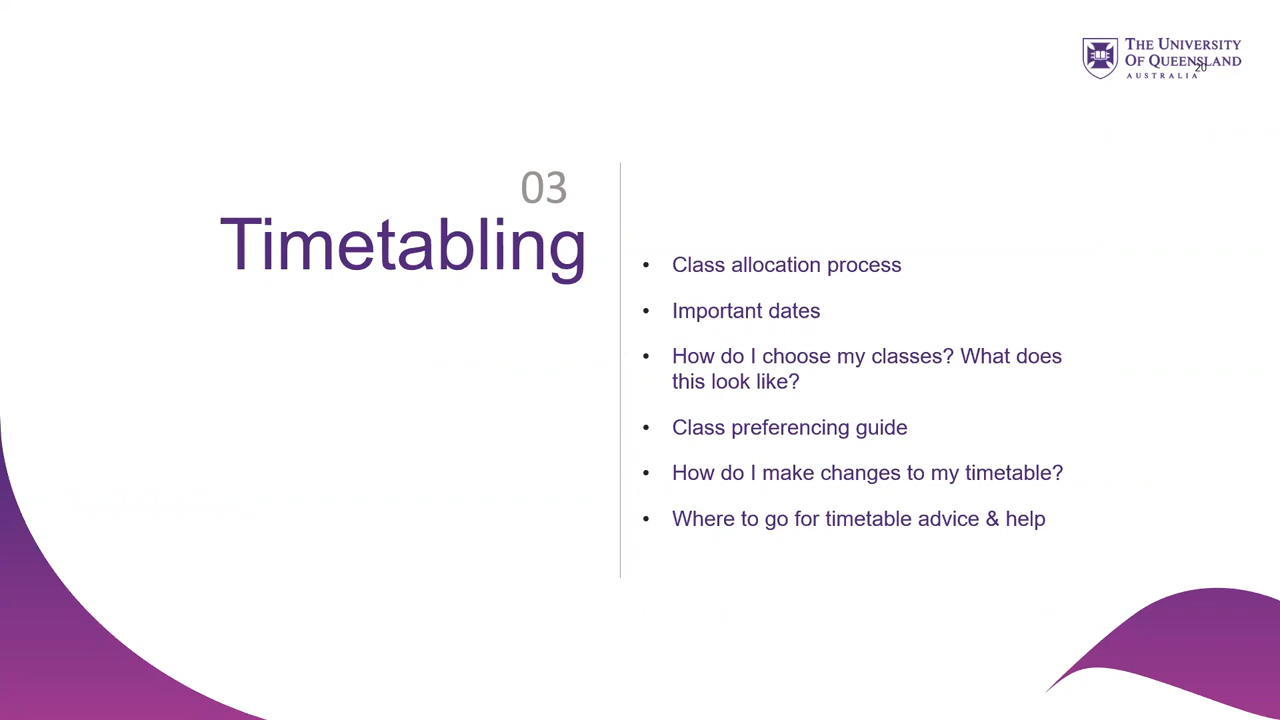 THE UNIVERSITY
OF QUEENSLAND
AUSTRALIA
20
03
Timetabling
• Class allocation process
• Important dates
• How do I choose my classes? What does
this look like?
• Class preferencing guide
• How do I make changes to my timetable?
• Where to go for timetable advice & help